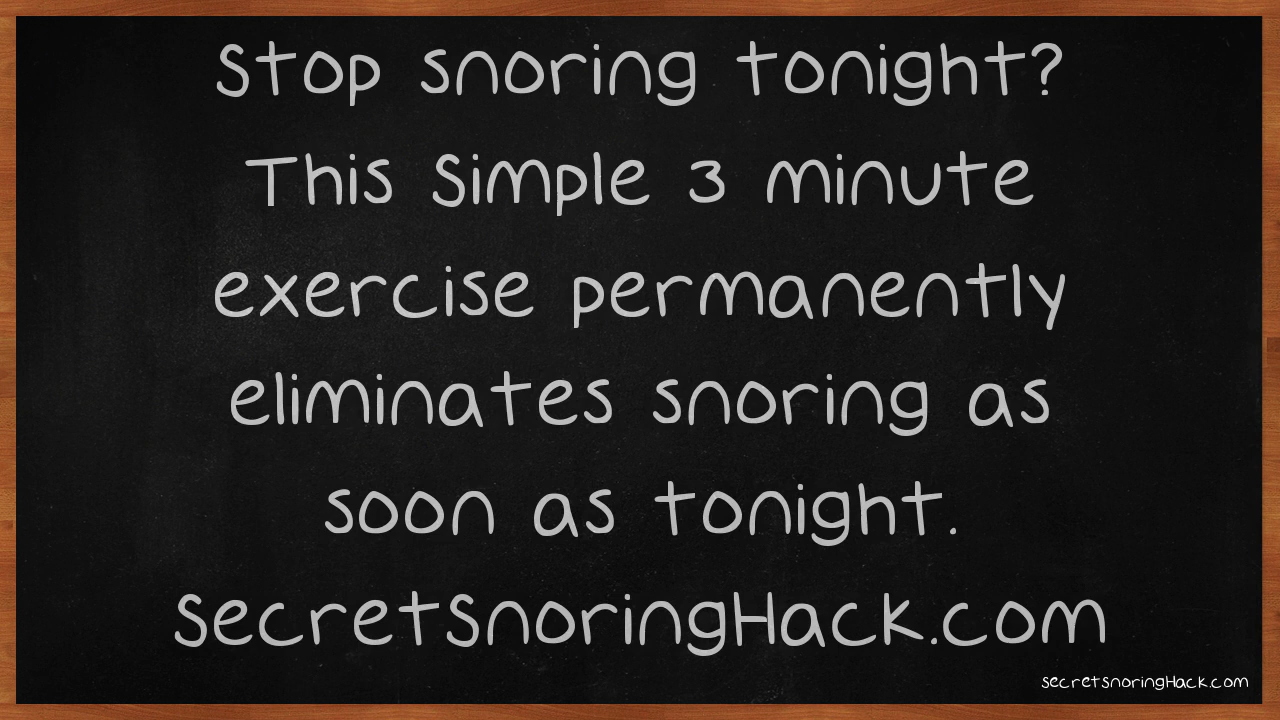 Stop snoring tonight?
This Simple 3 minute
exercise permanently
eliminates snoring as
soon as tonight.
SecretSnoringHack.com
secretsnoringHack.com